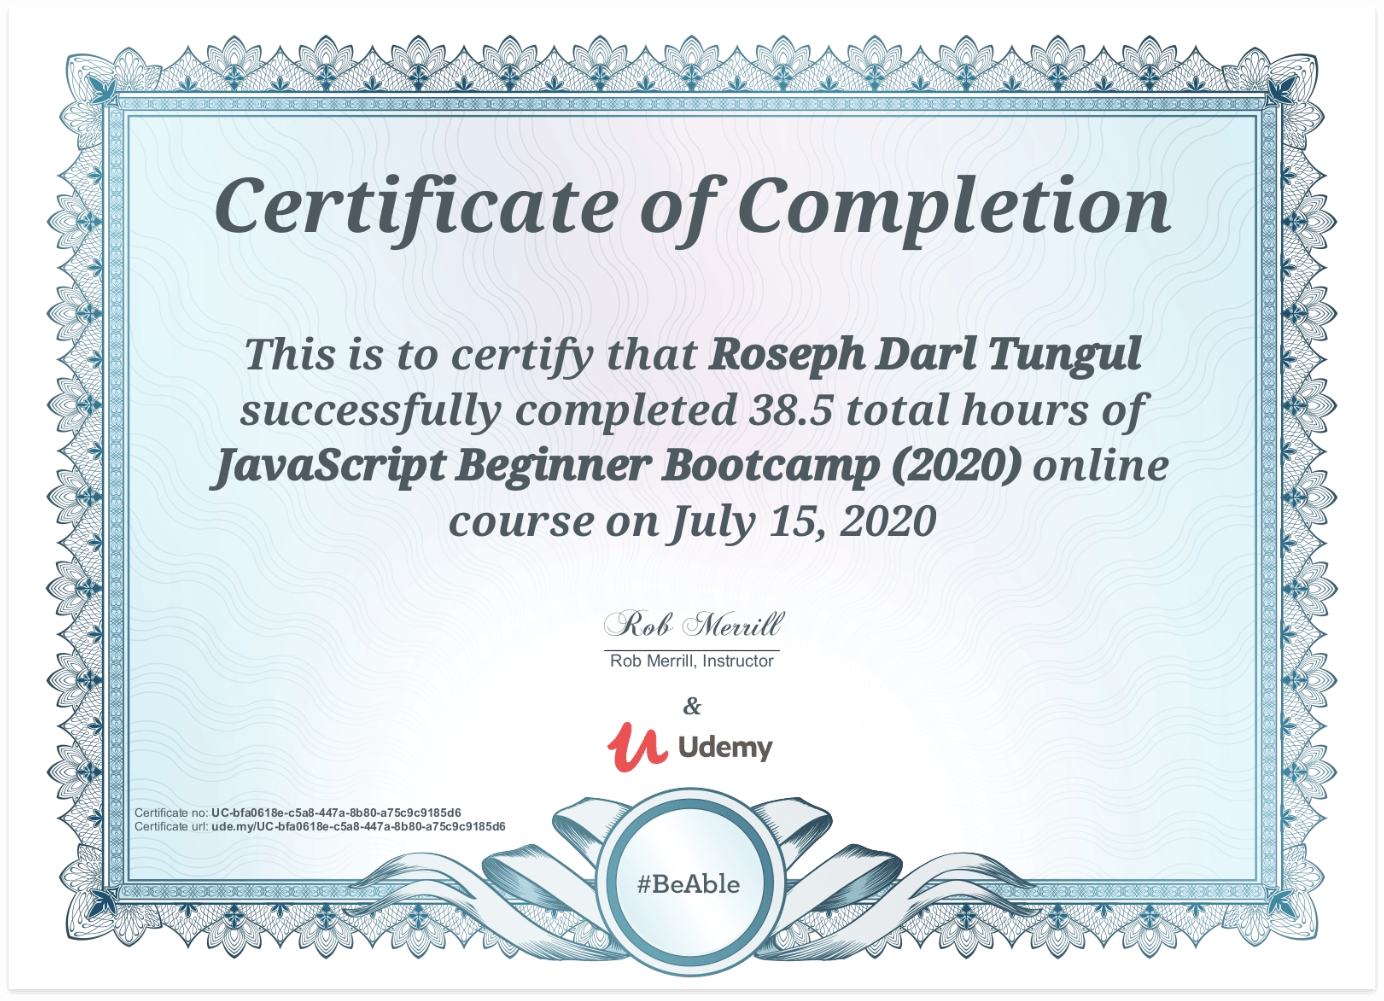 Certificate of Completion
This is to certify that Roseph Darl Tungul
successfully completed 38.5 total hours of
JavaScript Beginner Bootcamp (2020) online
course on July 15, 2020
Rob Merrill
Rob Merrill, Instructor
&
Udemy
Certificate no: UC-bfa0618e-c5a8-447a-8b80-a75c9c9185d6
Certificate url: ude.my/UC-bfa0618e-c5a8-447a-8b80-a75c9c9185d6
#BeAble